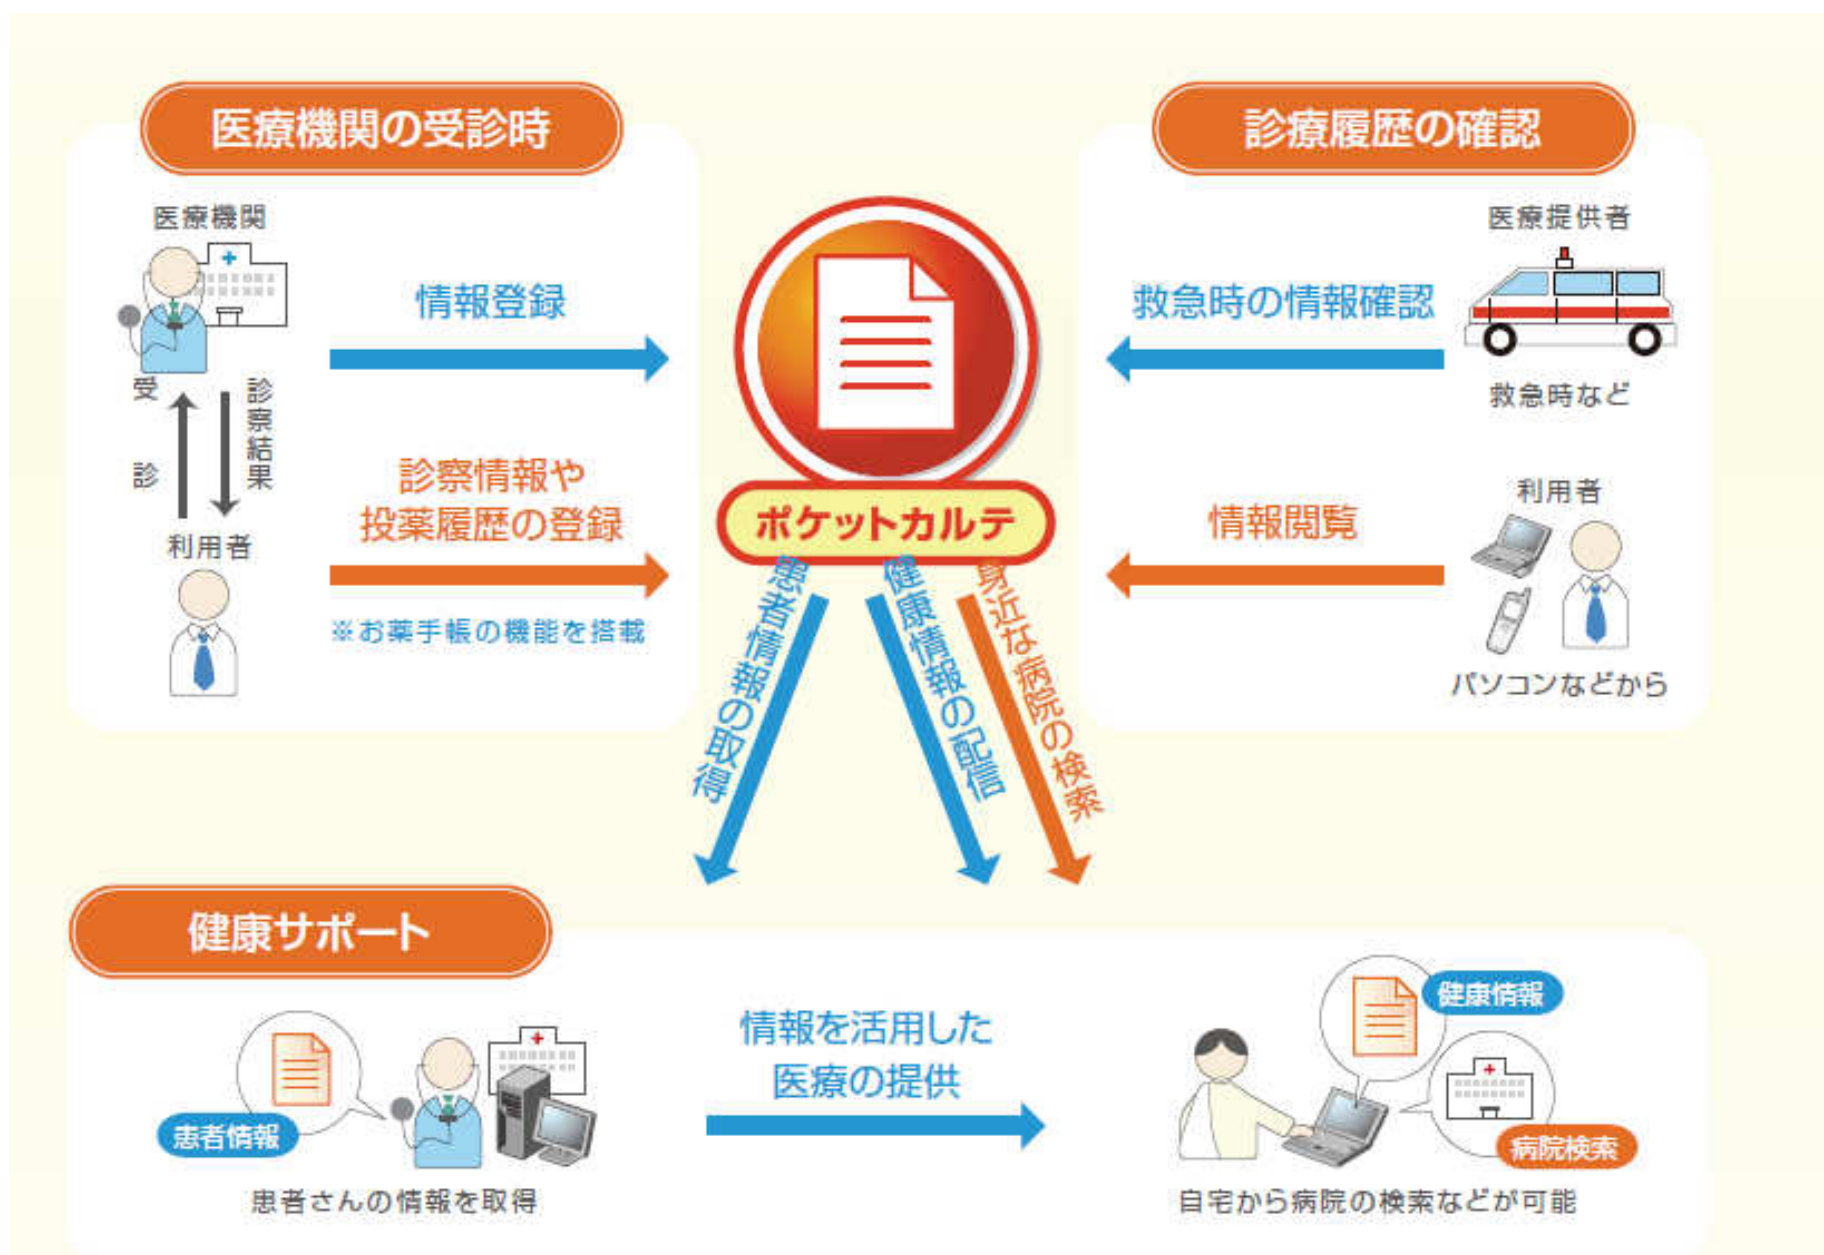 医療機関の受診時
医療機関
受診
診察結果
利用者
情報登録
診察情報や
投薬履歴の登録
※お薬手帳の機能を搭載
ポケットカルテ
診療履歴の確認
医療提供者
救急時の情報確認
救急時など
利用者
情報閲覧
パソコンなどから
患者情報の取得
健康情報の配信
身近な病院の検索
健康サポート
患者情報
患者さんの情報を取得
情報を活用した
医療の提供
健康情報
病院検索
自宅から病院の検索などが可能